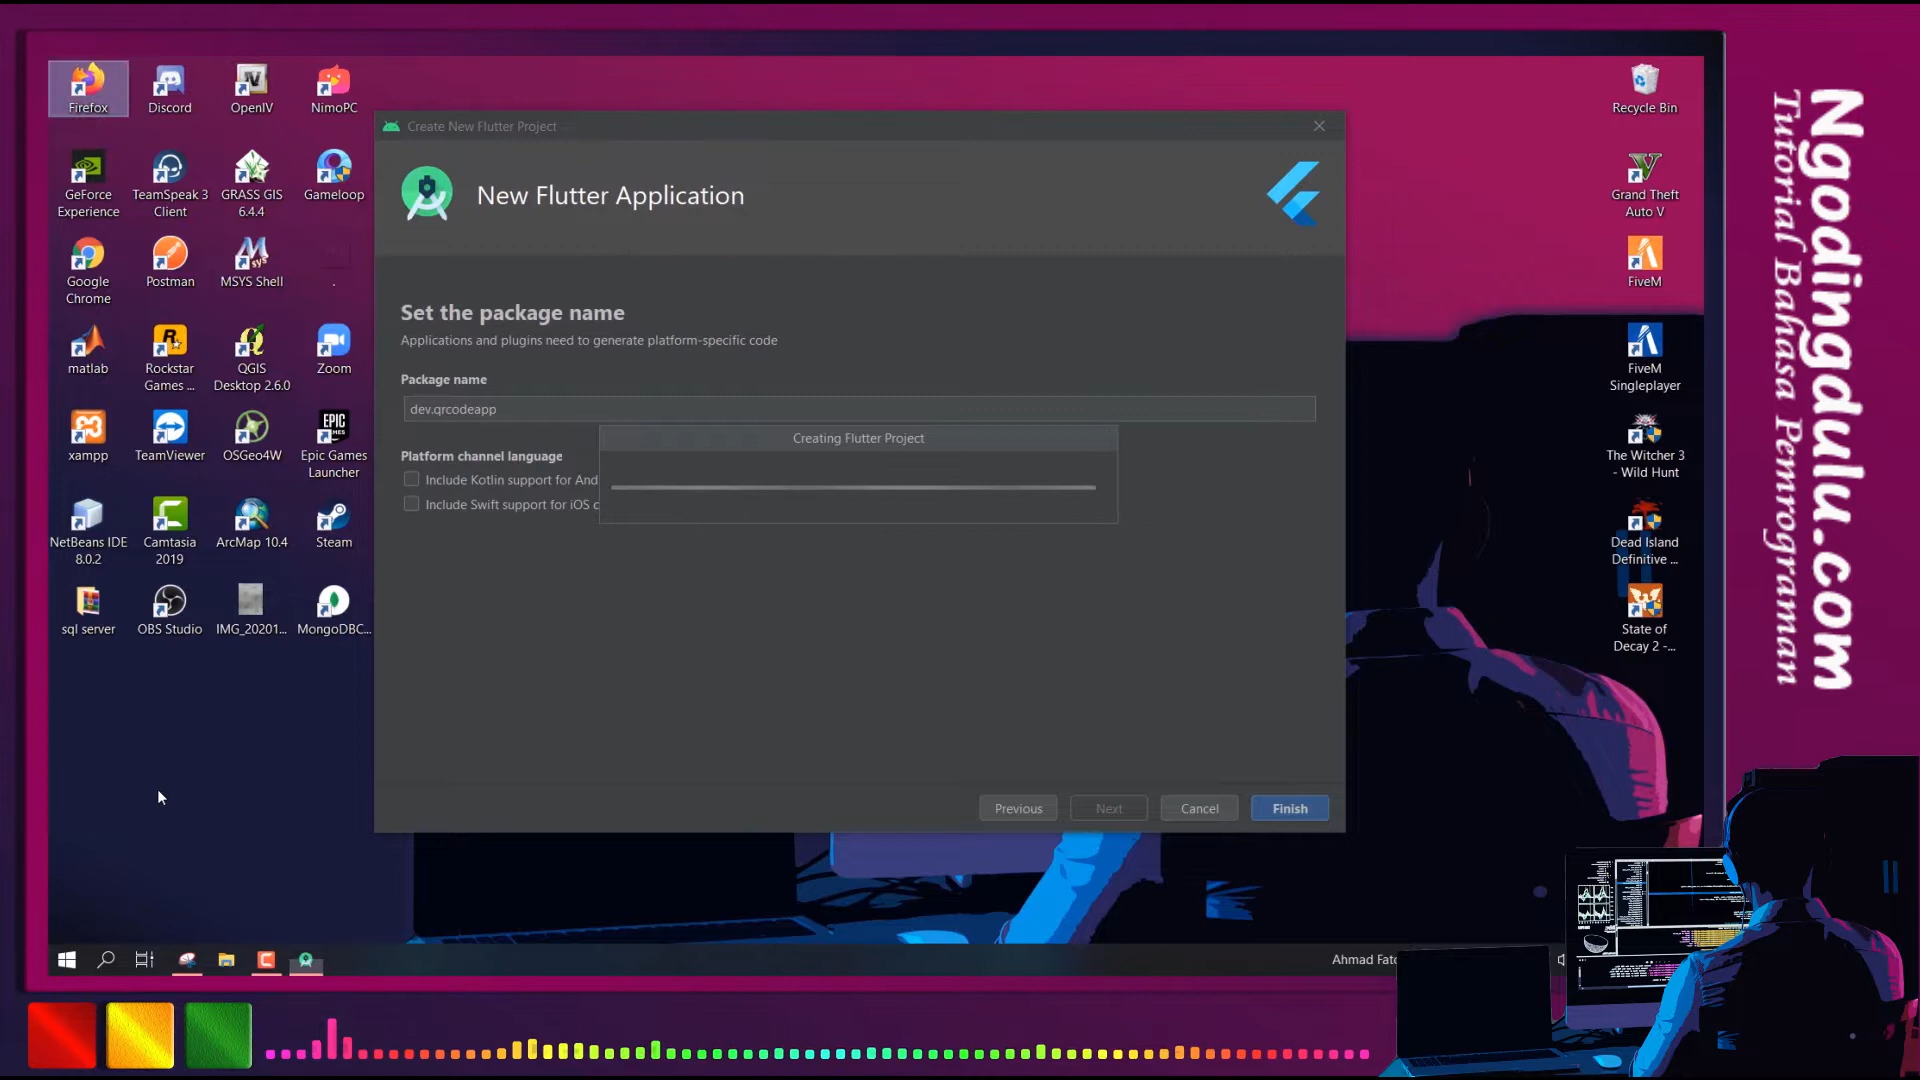 Firefox
Discord
OpenIV
NimoPC
GeForce
Experience
TeamSpeak 3
Client
GRASS GIS
6.4.4
Gameloop
Google
Chrome
Postman
MSYS Shell
.
matlab
Rockstar
Games ...
QGIS
Desktop 2.6.0
Zoom
xampp
TeamViewer
OSGeo4W
Epic Games
Launcher
NetBeans IDE
8.0.2
Camtasia
2019
ArcMap 10.4
Steam
sql server
OBS Studio
IMG_20201...
MongoDBC...
Create New Flutter Project
New Flutter Application
Set the package name
Applications and plugins need to generate platform-specific code
Package name
dev.qrcodeapp
Creating Flutter Project
Platform channel language
Include Kotlin support for And
Include Swift support for iOS c
Previous
Next
Cancel
Finish
Recycle Bin
Grand Theft
Auto V
FiveM
FiveM
Singleplayer
The Witcher 3
- Wild Hunt
Dead Island
Definitive ...
State of
Decay 2 -...
Ahmad Fato
Ngodingdulu.com
Tutorial Bahasa Pemrograman